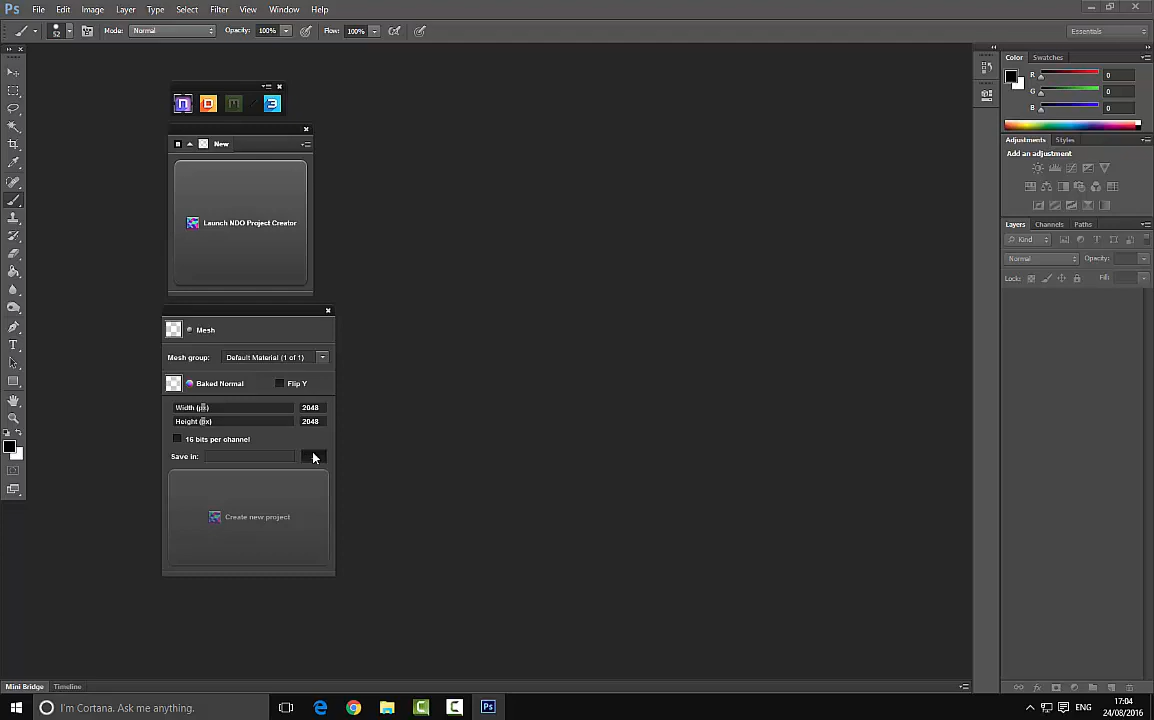 Ps File Edit Image Layer Type Select Filter View Window Help
52 Mode: Normal Opacity: 100% Flow: 100% Essentials
Color Swatches
R 0
G 0
B 0
Adjustments Styles
Add an adjustment
Layers Channels Paths
Kind
Normal Opacity:
Lock: Fill:
New
Launch NDO Project Creator
Mesh
Mesh group: Default Material (1 of 1)
Baked Normal Flip Y
Width (px) 2048
Height (px) 2048
16 bits per channel
Save in:
Create new project
Mini Bridge Timeline
I'm Cortana. Ask me anything. Ps ENG 17:04
24/08/2016